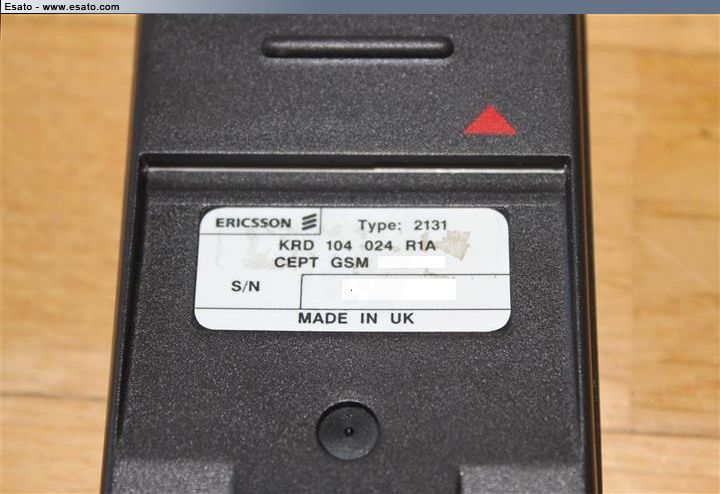 Esato - www.esato.com
ERICSSON Type: 2131
KRD 104 024 R1A
CEPT GSM
S/N
MADE IN UK